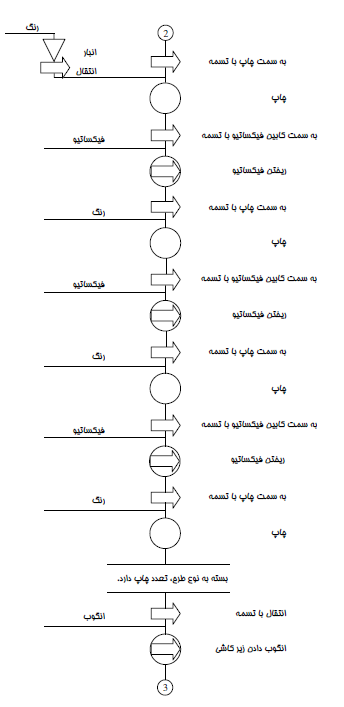 رنگ
2
انبار
انتقال
به سمت چاپ با تسمه
چاپ
به سمت کابین فیکساتیو با تسمه
فیکساتیو
ریختن فیکساتیو
به سمت چاپ با تسمه
رنگ
چاپ
به سمت کابین فیکساتیو با تسمه
فیکساتیو
ریختن فیکساتیو
به سمت چاپ با تسمه
رنگ
چاپ
به سمت کابین فیکساتیو با تسمه
فیکساتیو
ریختن فیکساتیو
به سمت چاپ با تسمه
رنگ
چاپ
بسته به نوع طرح، تعدد چاپ دارد.
انتقال با تسمه
انگوب
انگوب دادن زیر کاشی
3